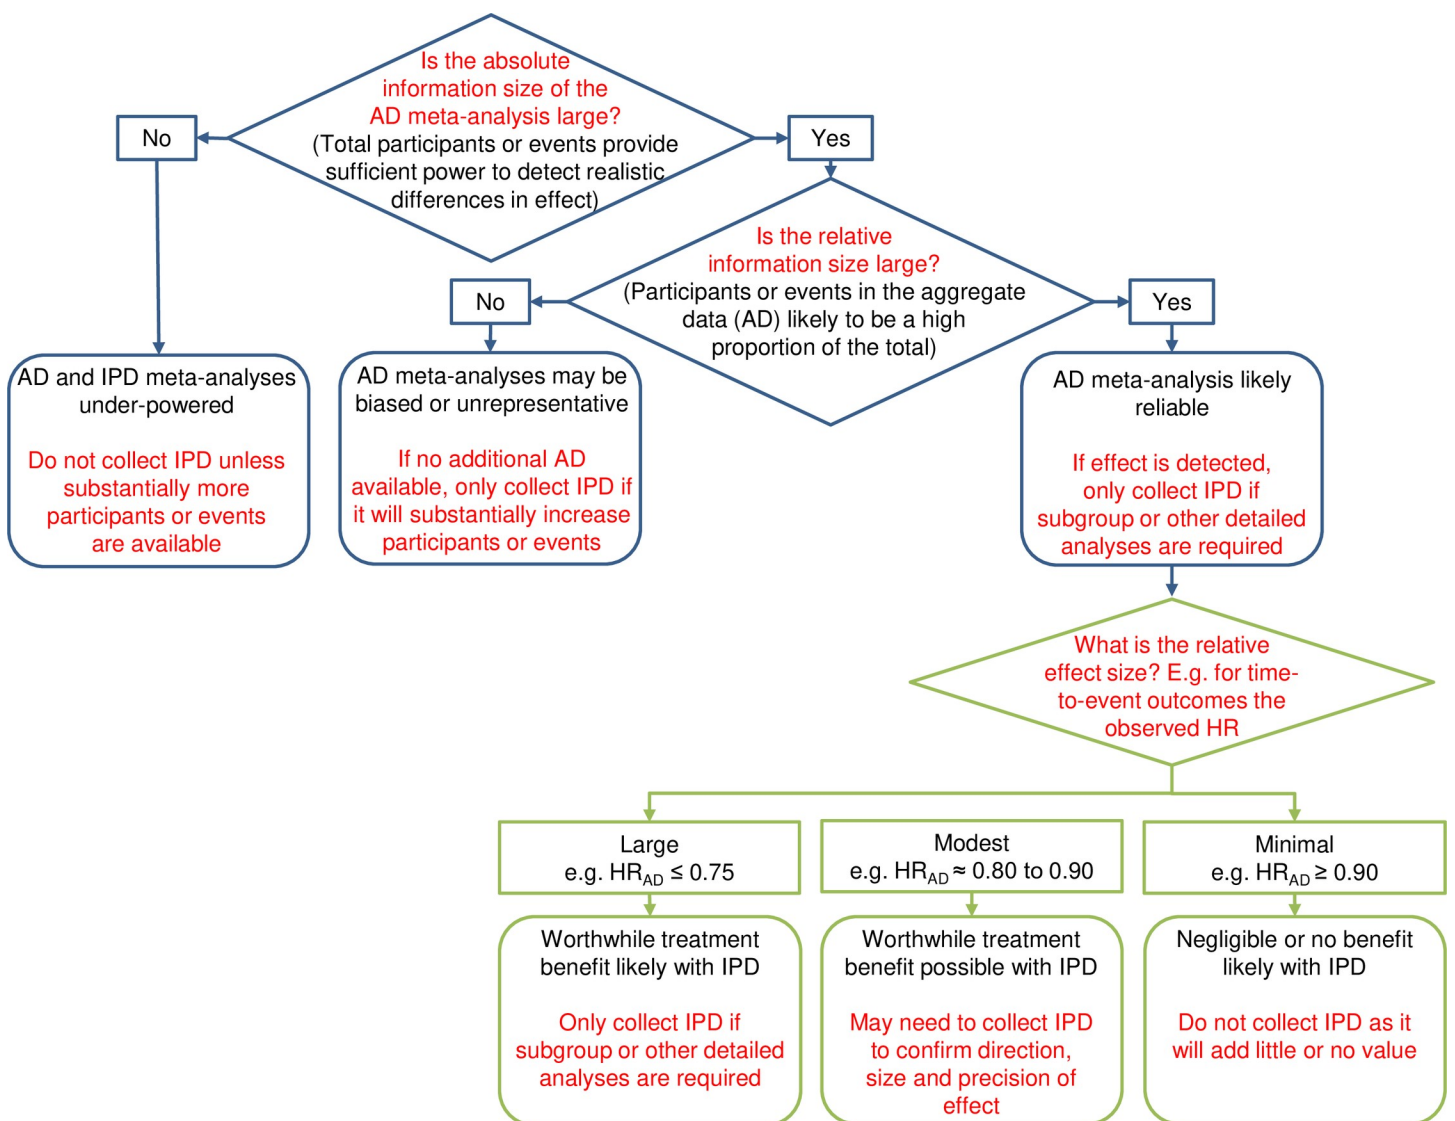 Is the absolute
information size of the
AD meta-analysis large?
(Total participants or events provide
sufficient power to detect realistic
differences in effect)
No
Yes
Is the relative
information size large?
(Participants or events in the aggregate
data (AD) likely to be a high
proportion of the total)
No
Yes
AD and IPD meta-analyses
under-powered
Do not collect IPD unless
substantially more
participants or events
are available
AD meta-analyses may be
biased or unrepresentative
If no additional AD
available, only collect IPD if
it will substantially increase
participants or events
AD meta-analysis likely
reliable
If effect is detected,
only collect IPD if
subgroup or other detailed
analyses are required
What is the relative
effect size? E.g. for time-
to-event outcomes the
observed HR
Large
e.g. HRAD ≤ 0.75
Modest
e.g. HRAD ≈ 0.80 to 0.90
Minimal
e.g. HRAD ≥ 0.90
Worthwhile treatment
benefit likely with IPD
Only collect IPD if
subgroup or other detailed
analyses are required
Worthwhile treatment
benefit possible with IPD
May need to collect IPD
to confirm direction,
size and precision of
effect
Negligible or no benefit
likely with IPD
Do not collect IPD as it
will add little or no value